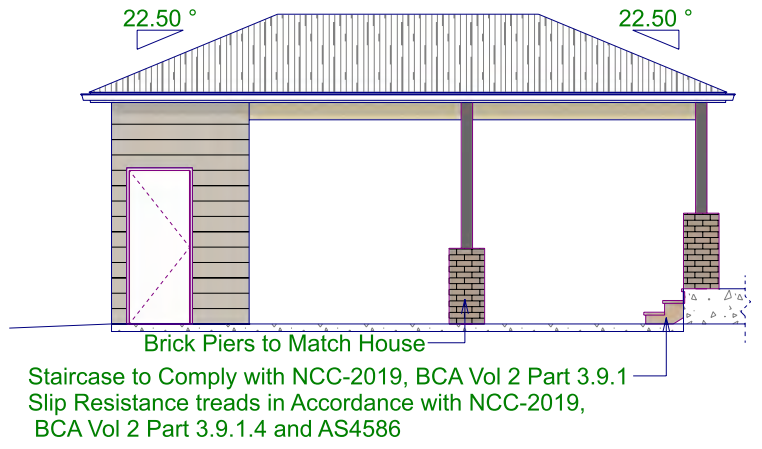 22.50 °
22.50 °
Brick Piers to Match House
Staircase to Comply with NCC-2019, BCA Vol 2 Part 3.9.1
Slip Resistance treads in Accordance with NCC-2019,
BCA Vol 2 Part 3.9.1.4 and AS4586